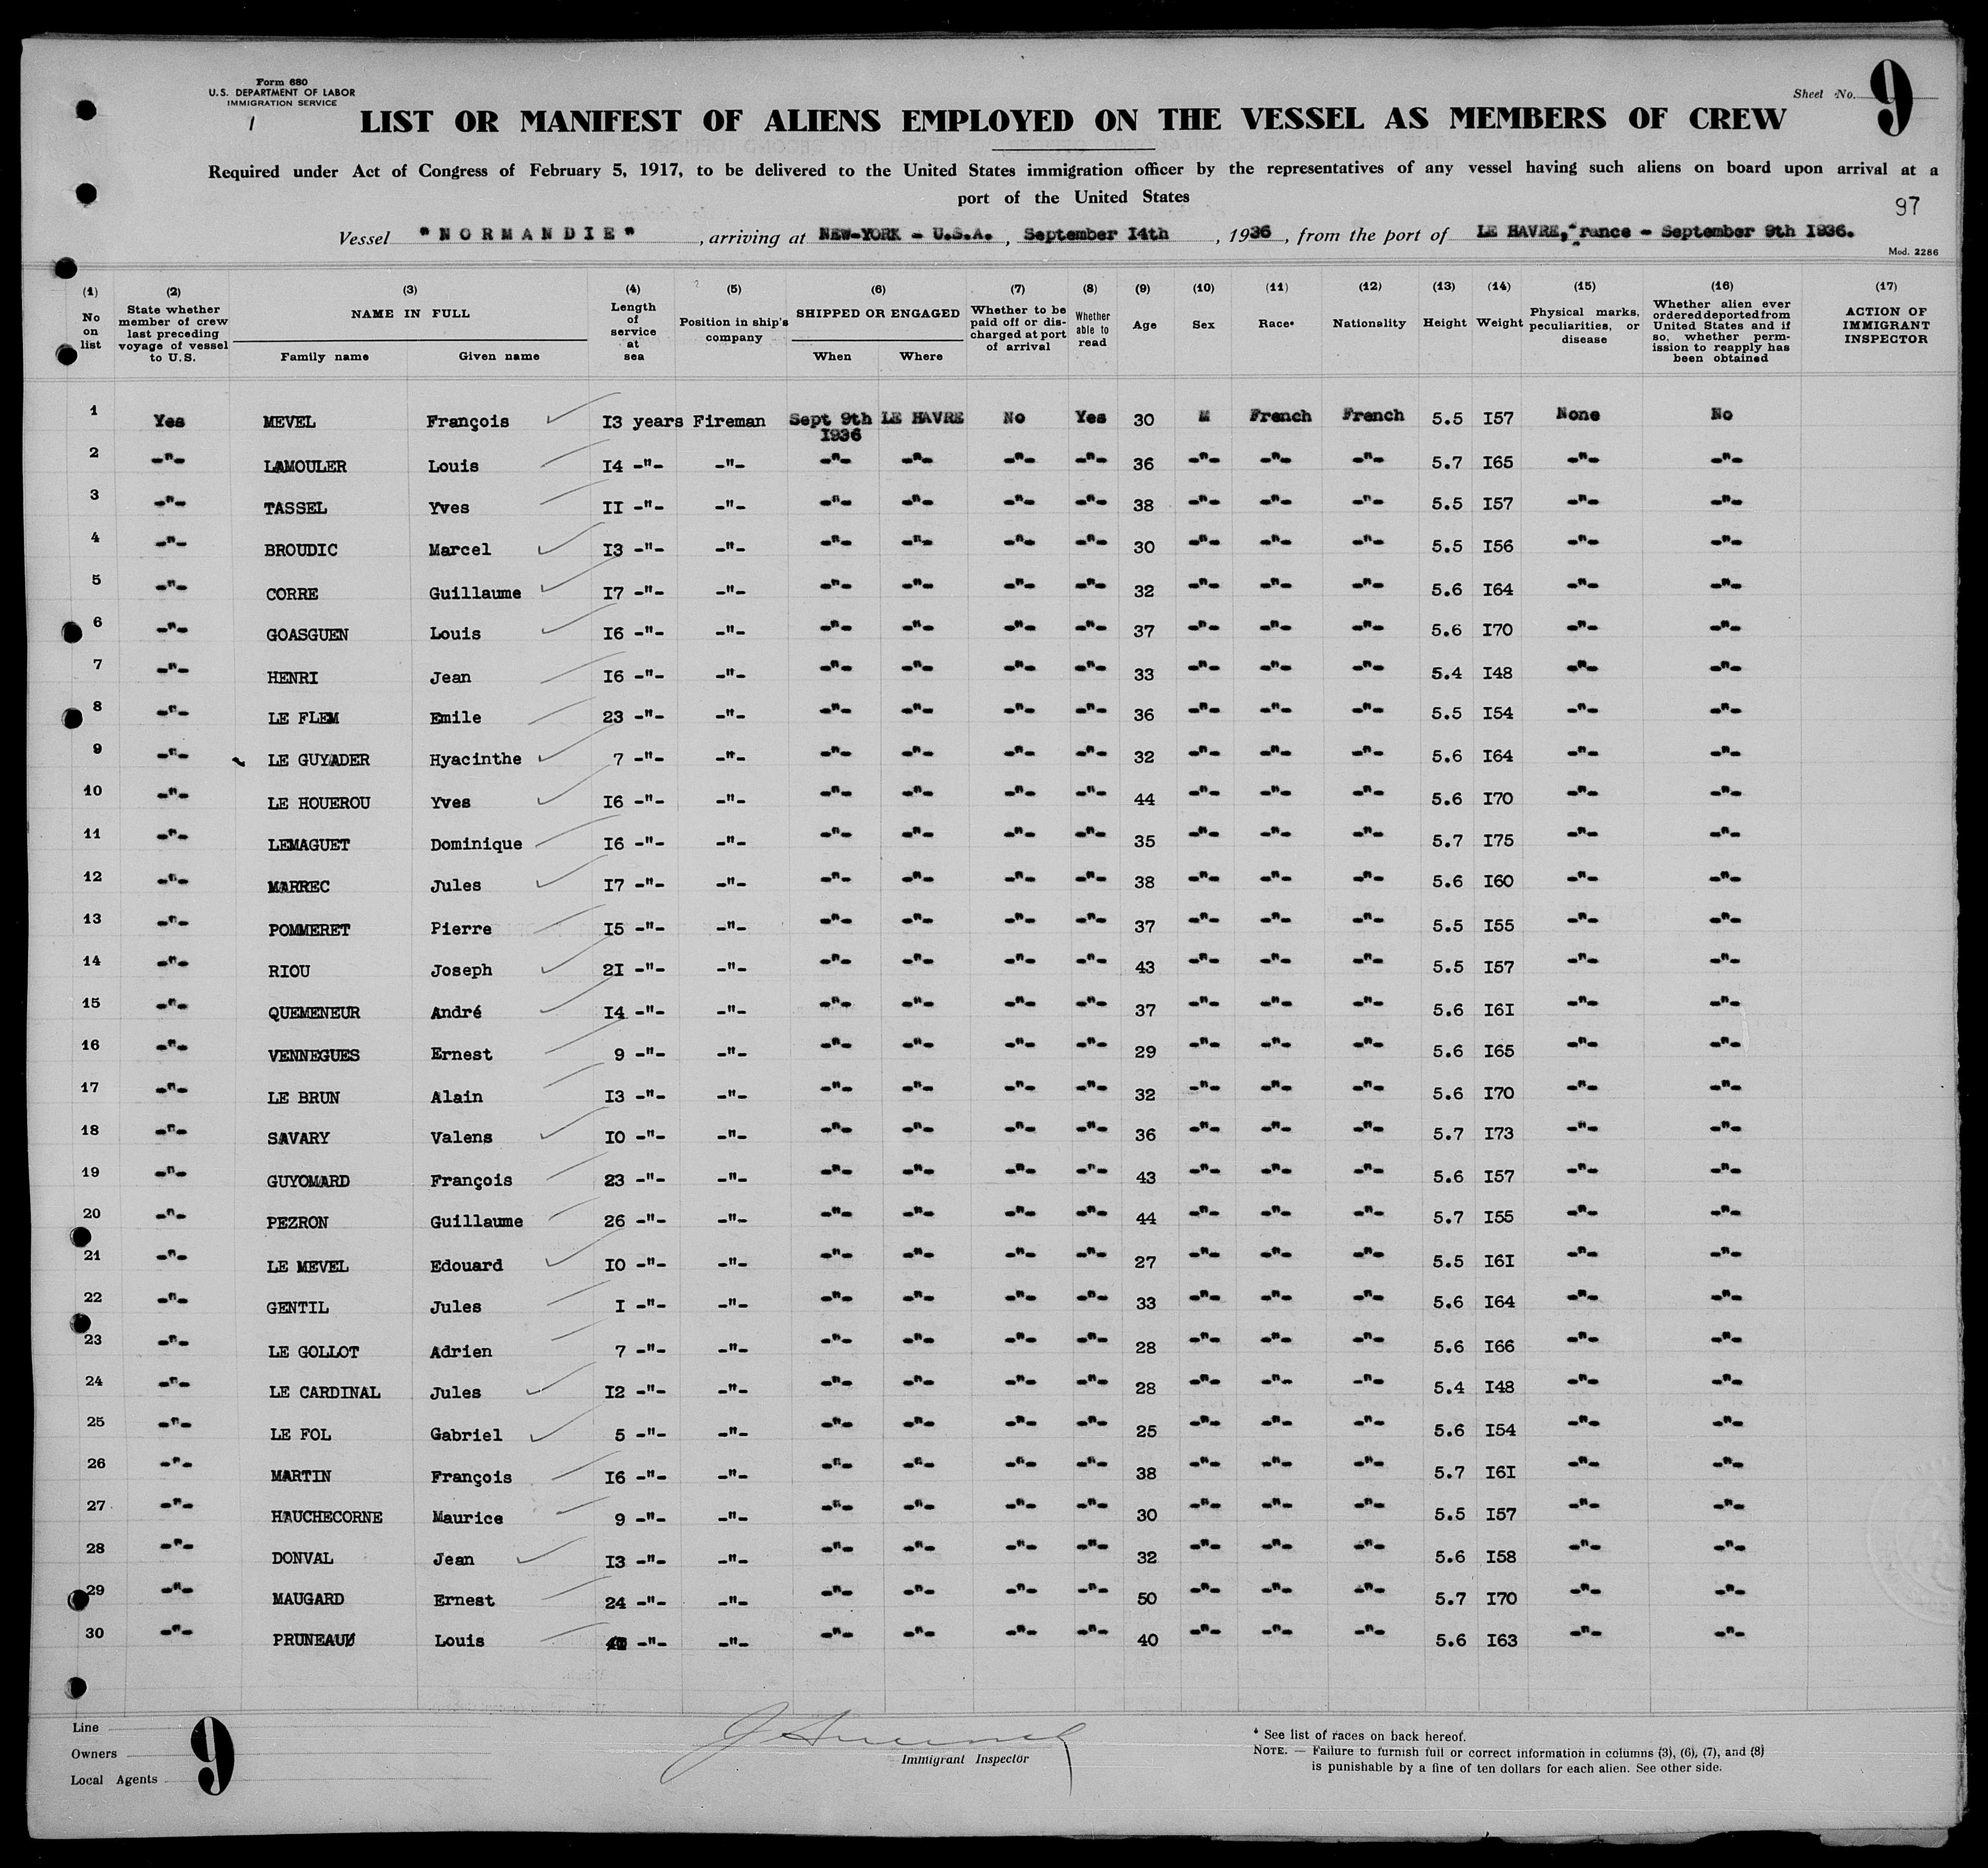 Form 680
U.S. DEPARTMENT OF LABOR
IMMIGRATION SERVICE
Sheet No. 9
LIST OR MANIFEST OF ALIENS EMPLOYED ON THE VESSEL AS MEMBERS OF CREW
Required under Act of Congress of February 5, 1917, to be delivered to the United States immigration officer by the representatives of any vessel having such aliens on board upon arrival at a
port of the United States
97
Vessel "NORMANDIE", arriving at NEW-YORK - U.S.A., September I4th, 1936, from the port of LE HAVRE, rance - September 9th I936.
Mod. 2286
(1) No on list (2) State whether member of crew last preceding voyage of vessel to U.S. (3) NAME IN FULL Family name Given name (4) Length of service at sea (5) Position in ship's company (6) SHIPPED OR ENGAGED When Where (7) Whether to be paid off or discharged at port of arrival (8) Whether able to read (9) Age (10) Sex (11) Race* (12) Nationality (13) Height (14) Weight (15) Physical marks, peculiarities, or disease (16) Whether alien ever ordered deported from United States and if so, whether permission to reapply has been obtained (17) ACTION OF IMMIGRANT INSPECTOR
1 Yes MEVEL François I3 years Fireman Sept 9th I936 LE HAVRE No Yes 30 M French French 5.5 I57 None No
2 -"- LAMOULER Louis I4 -"- -"- -"- -"- -"- -"- 36 -"- -"- -"- 5.7 I65 -"- -"-
3 -"- TASSEL Yves II -"- -"- -"- -"- -"- -"- 38 -"- -"- -"- 5.5 I57 -"- -"-
4 -"- BROUDIC Marcel I3 -"- -"- -"- -"- -"- -"- 30 -"- -"- -"- 5.5 I56 -"- -"-
5 -"- CORRE Guillaume I7 -"- -"- -"- -"- -"- -"- 32 -"- -"- -"- 5.6 I64 -"- -"-
6 -"- GOASGUEN Louis I6 -"- -"- -"- -"- -"- -"- 37 -"- -"- -"- 5.6 I70 -"- -"-
7 -"- HENRI Jean I6 -"- -"- -"- -"- -"- -"- 33 -"- -"- -"- 5.4 I48 -"- -"-
8 -"- LE FLEM Emile 23 -"- -"- -"- -"- -"- -"- 36 -"- -"- -"- 5.5 I54 -"- -"-
9 -"- LE GUYADER Hyacinthe 7 -"- -"- -"- -"- -"- -"- 32 -"- -"- -"- 5.6 I64 -"- -"-
10 -"- LE HOUEROU Yves I6 -"- -"- -"- -"- -"- -"- 44 -"- -"- -"- 5.6 I70 -"- -"-
11 -"- LEMAGUET Dominique I6 -"- -"- -"- -"- -"- -"- 35 -"- -"- -"- 5.7 I75 -"- -"-
12 -"- MARREC Jules I7 -"- -"- -"- -"- -"- -"- 38 -"- -"- -"- 5.6 I60 -"- -"-
13 -"- POMMERET Pierre I5 -"- -"- -"- -"- -"- -"- 37 -"- -"- -"- 5.5 I55 -"- -"-
14 -"- RIOU Joseph 2I -"- -"- -"- -"- -"- -"- 43 -"- -"- -"- 5.5 I57 -"- -"-
15 -"- QUEMENEUR André I4 -"- -"- -"- -"- -"- -"- 37 -"- -"- -"- 5.6 I6I -"- -"-
16 -"- VENNEGUES Ernest 9 -"- -"- -"- -"- -"- -"- 29 -"- -"- -"- 5.6 I65 -"- -"-
17 -"- LE BRUN Alain I3 -"- -"- -"- -"- -"- -"- 32 -"- -"- -"- 5.6 I70 -"- -"-
18 -"- SAVARY Valens I0 -"- -"- -"- -"- -"- -"- 36 -"- -"- -"- 5.7 I73 -"- -"-
19 -"- GUYOMARD François 23 -"- -"- -"- -"- -"- -"- 43 -"- -"- -"- 5.6 I57 -"- -"-
20 -"- PEZRON Guillaume 26 -"- -"- -"- -"- -"- -"- 44 -"- -"- -"- 5.7 I55 -"- -"-
21 -"- LE MEVEL Edouard I0 -"- -"- -"- -"- -"- -"- 27 -"- -"- -"- 5.5 I6I -"- -"-
22 -"- GENTIL Jules I -"- -"- -"- -"- -"- -"- 33 -"- -"- -"- 5.6 I64 -"- -"-
23 -"- LE GOLLOT Adrien 7 -"- -"- -"- -"- -"- -"- 28 -"- -"- -"- 5.6 I66 -"- -"-
24 -"- LE CARDINAL Jules I2 -"- -"- -"- -"- -"- -"- 28 -"- -"- -"- 5.4 I48 -"- -"-
25 -"- LE FOL Gabriel 5 -"- -"- -"- -"- -"- -"- 25 -"- -"- -"- 5.6 I54 -"- -"-
26 -"- MARTIN François I6 -"- -"- -"- -"- -"- -"- 38 -"- -"- -"- 5.7 I6I -"- -"-
27 -"- HAUCHECORNE Maurice 9 -"- -"- -"- -"- -"- -"- 30 -"- -"- -"- 5.5 I57 -"- -"-
28 -"- DONVAL Jean I3 -"- -"- -"- -"- -"- -"- 32 -"- -"- -"- 5.6 I58 -"- -"-
29 -"- MAUGARD Ernest 24 -"- -"- -"- -"- -"- -"- 50 -"- -"- -"- 5.7 I70 -"- -"-
30 -"- PRUNEAU Louis -"- -"- -"- -"- -"- -"- 40 -"- -"- -"- 5.6 I63 -"- -"-
Line
Owners
Local Agents
9
Immigrant Inspector
* See list of races on back hereof.
NOTE. — Failure to furnish full or correct information in columns (3), (6), (7), and (8)
is punishable by a fine of ten dollars for each alien. See other side.